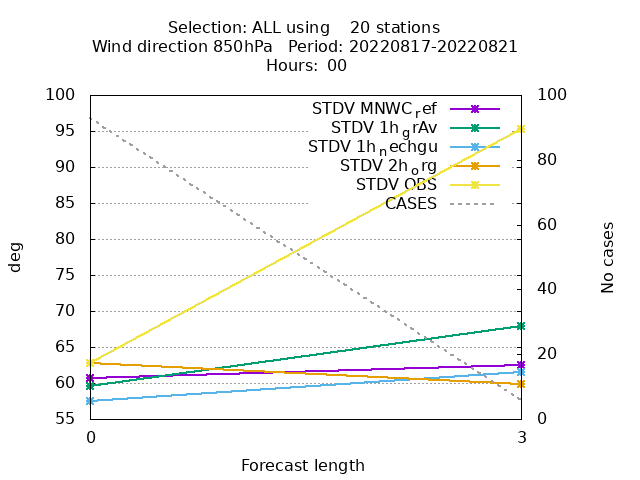 Selection: ALL using 20 stations
Wind direction 850hPa Period: 20220817-20220821
Hours: 00
100
95
90
85
80
75
70
65
60
55
deg
STDV MNWC_ref
STDV 1h_grAv
STDV 1h_nechgu
STDV 2h_org
STDV OBS
CASES
100
80
60
40
20
0
No cases
0
3
Forecast length